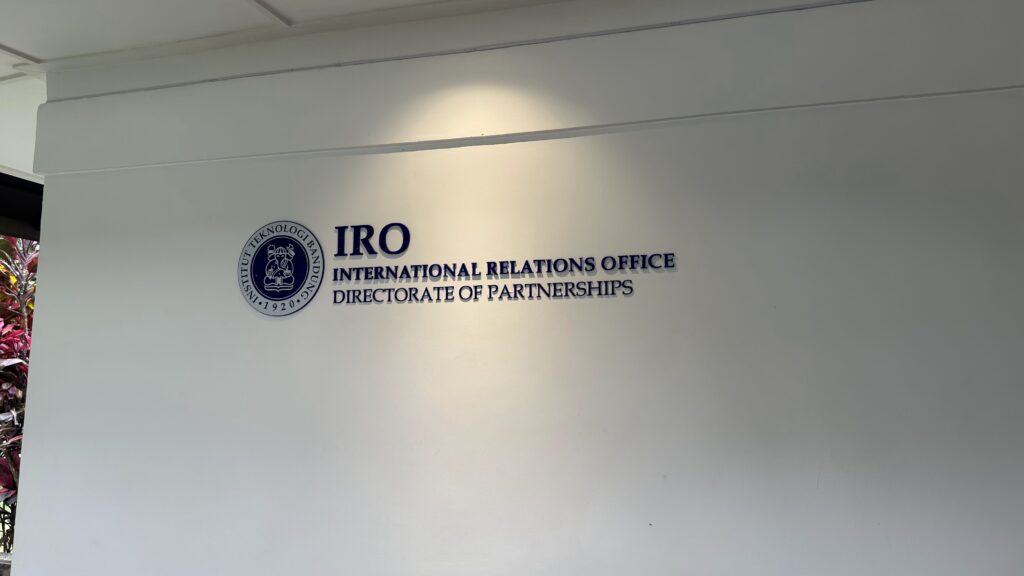 INSTITUT TEKNOLOGI BANDUNG
• 1920 •
IRO
INTERNATIONAL RELATIONS OFFICE
DIRECTORATE OF PARTNERSHIPS